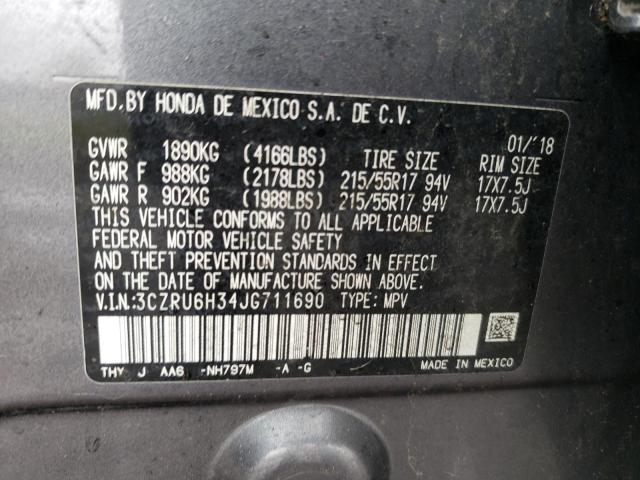 MFD. BY HONDA DE MEXICO S.A. DE C.V.
01/'18
GVWR 1890KG (4166LBS) TIRE SIZE RIM SIZE
GAWR F 988KG (2178LBS) 215/55R17 94V 17X7.5J
GAWR R 902KG (1988LBS) 215/55R17 94V 17X7.5J
THIS VEHICLE CONFORMS TO ALL APPLICABLE
FEDERAL MOTOR VEHICLE SAFETY
AND THEFT PREVENTION STANDARDS IN EFFECT
ON THE DATE OF MANUFACTURE SHOWN ABOVE.
V.I.N:3CZRU6H34JG711690 TYPE: MPV
THY J AA6 -NH797M -A -G MADE IN MEXICO